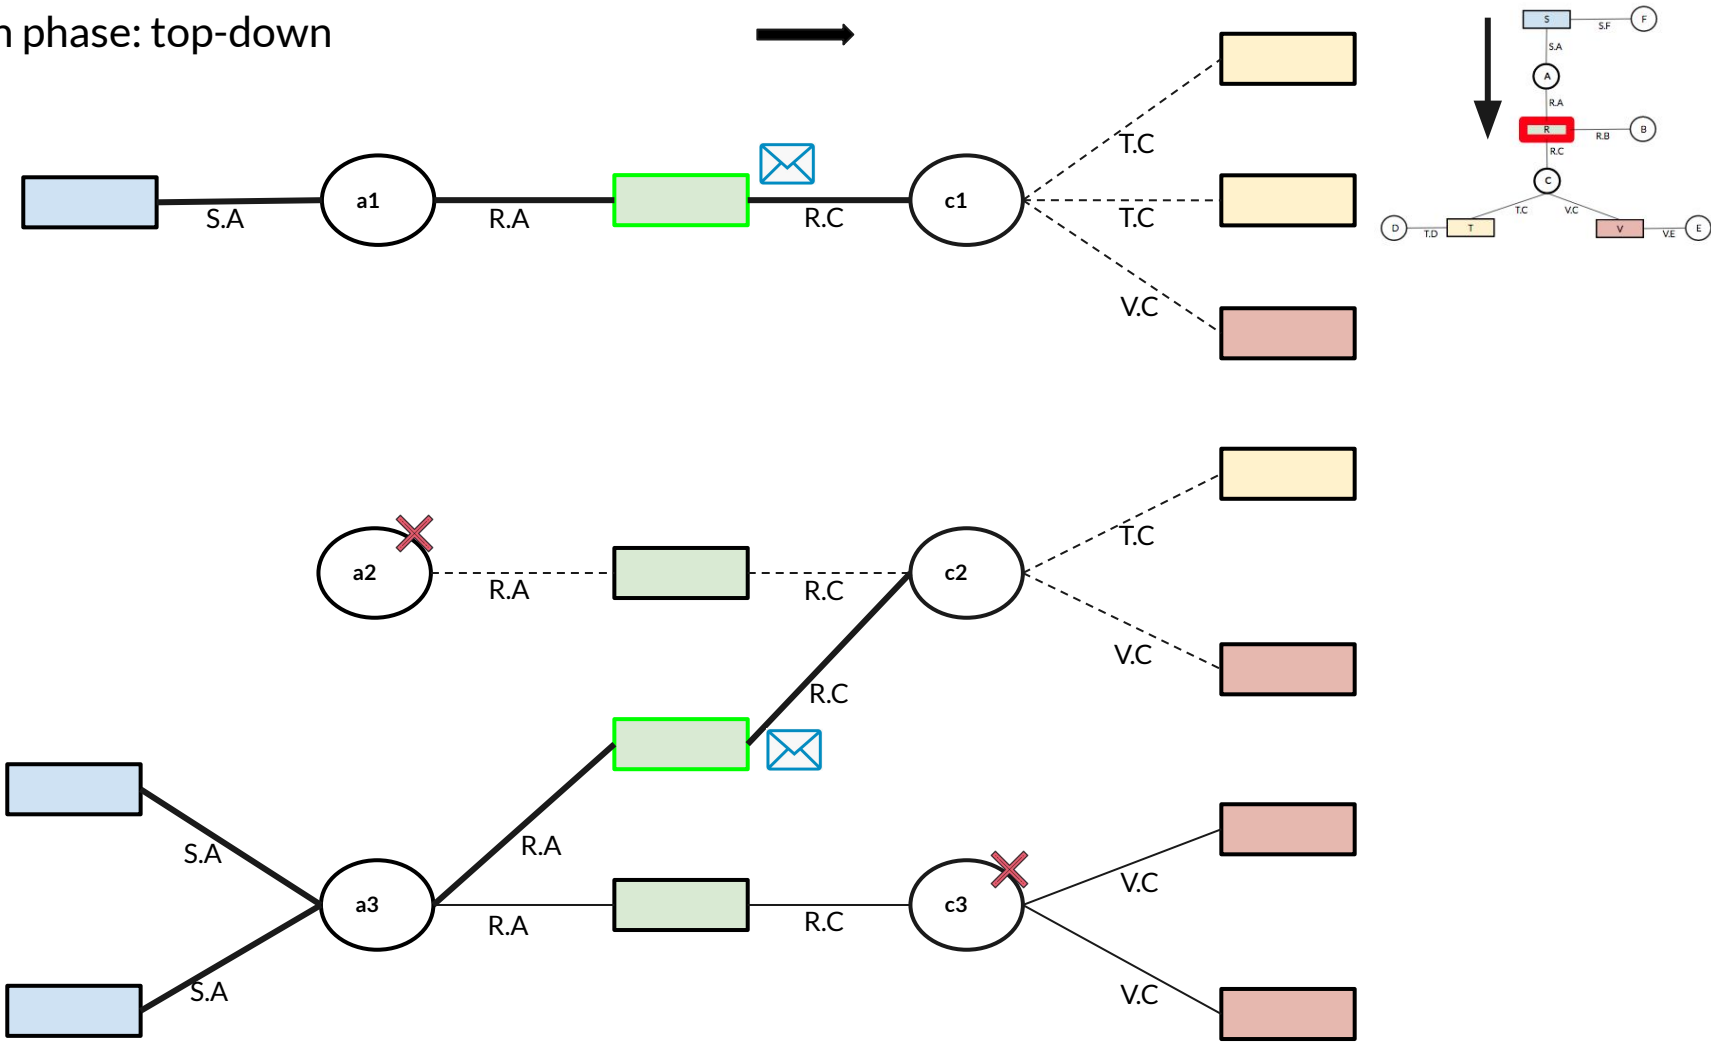 n phase: top-down
S.A
a1
R.A
R.C
c1
T.C
T.C
V.C
a2
R.A
R.C
c2
T.C
V.C
R.C
S.A
R.A
a3
R.A
R.C
c3
V.C
S.A
V.C
S
S.F
F
S.A
A
R.A
R
R.B
B
R.C
C
T.C
V.C
D
T.D
T
V
V.E
E